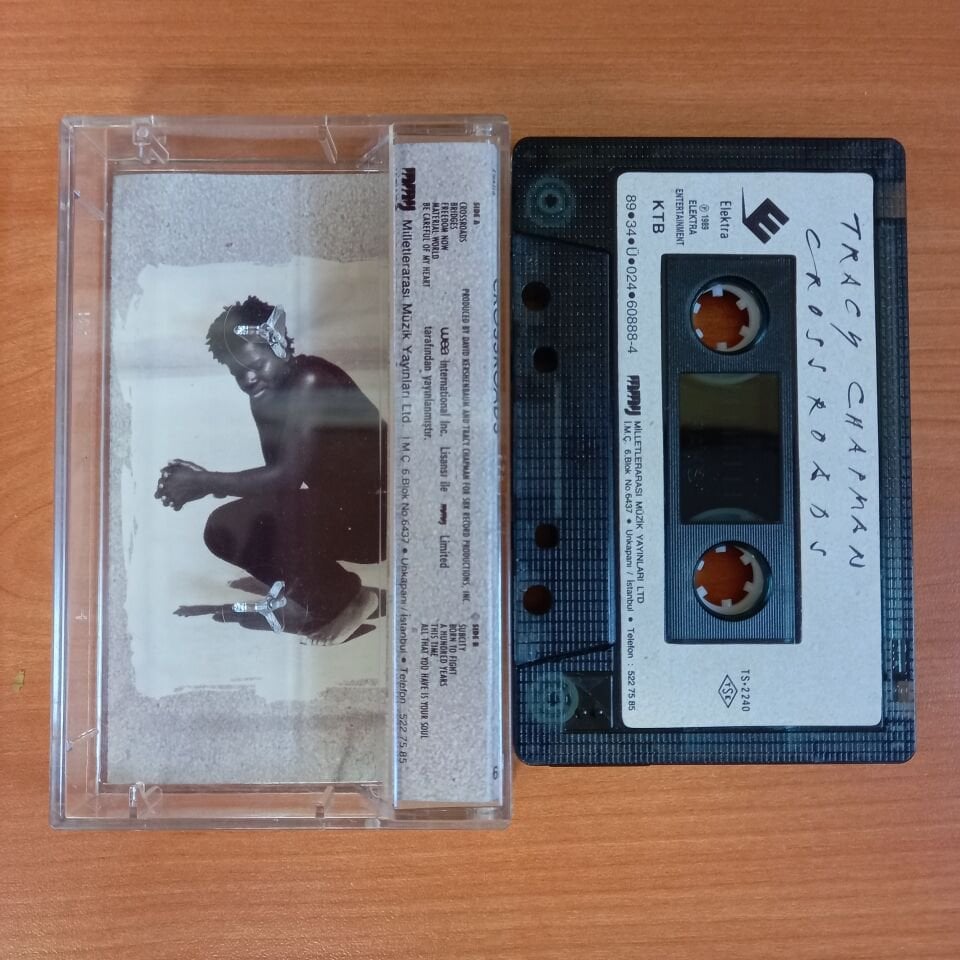 CROSSROADS
SIDE A
CROSSROADS
BRIDGES
FREEDOM NOW
MATERIAL WORLD
BE CAREFUL OF MY HEART
PRODUCED BY DAVID KERSHENBAUM AND TRACY CHAPMAN FOR SBK RECORD PRODUCTIONS, INC.
wea International Inc. Lisansı ile mmy Limited
tarafından yayınlanmıştır.
SIDE B
SUBCITY
BORN TO FIGHT
A HUNDRED YEARS
THIS TIME
ALL THAT YOU HAVE IS YOUR SOUL
mmy Milletlerarası Müzik Yayınları Ltd. İ.M.Ç. 6.Blok No.6437 • Unkapanı / İstanbul • Telefon : 522 75 85
TRACY CHAPMAN
CROSSROADS
E
Elektra
℗ 1989
ELEKTRA
ENTERTAINMENT
KTB
89•34•Ü•024•60888-4
mmy MİLLETLERARASI MÜZİK YAYINLARI LTD
İ.M.Ç. 6.Blok No.6437 • Unkapanı / İstanbul • Telefon : 522 75 85
TS•2240
TSE